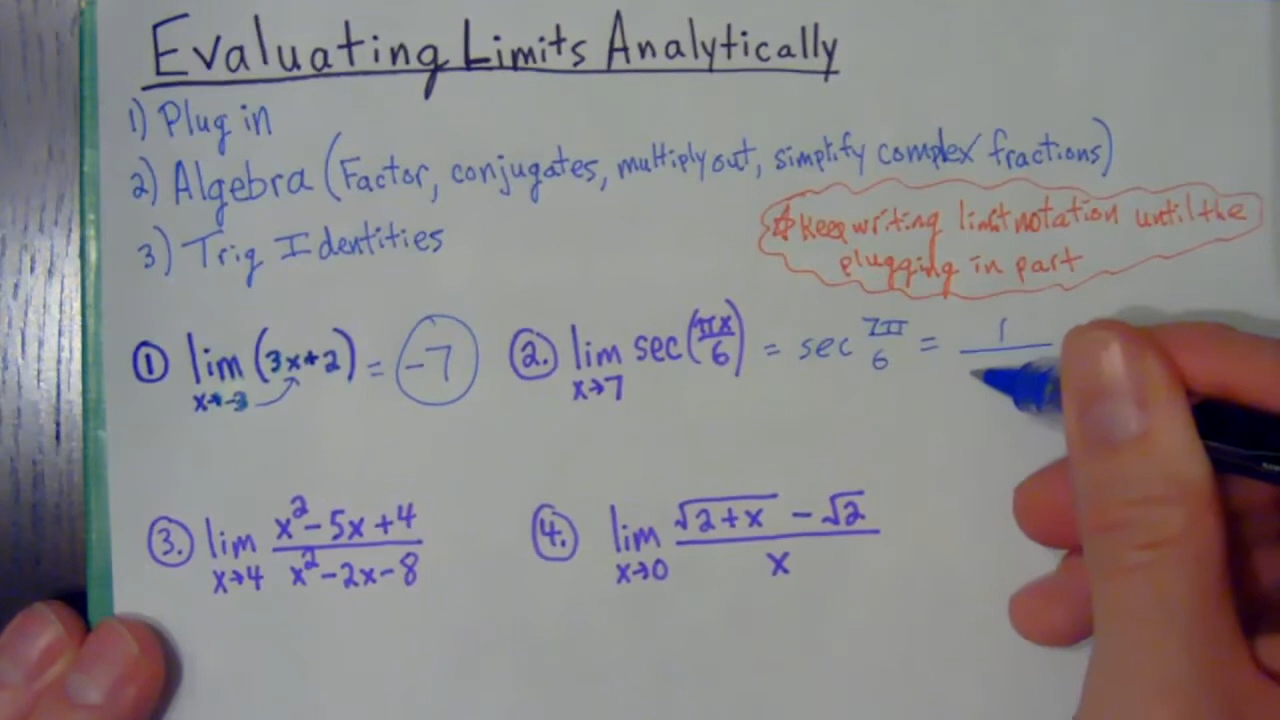 Evaluating Limits Analytically
1) Plug in
2) Algebra (Factor, conjugates, multiply out, simplify complex fractions)
3) Trig Identities
* Keep writing limit notation until the
plugging in part
① lim x→-3 (3x+2) = -7
②. lim x→7 sec(πx/6) = sec 7π/6 = 1/
③. lim x→4 (x²-5x+4)/(x²-2x-8)
④. lim x→0 (√(2+x) - √2)/x